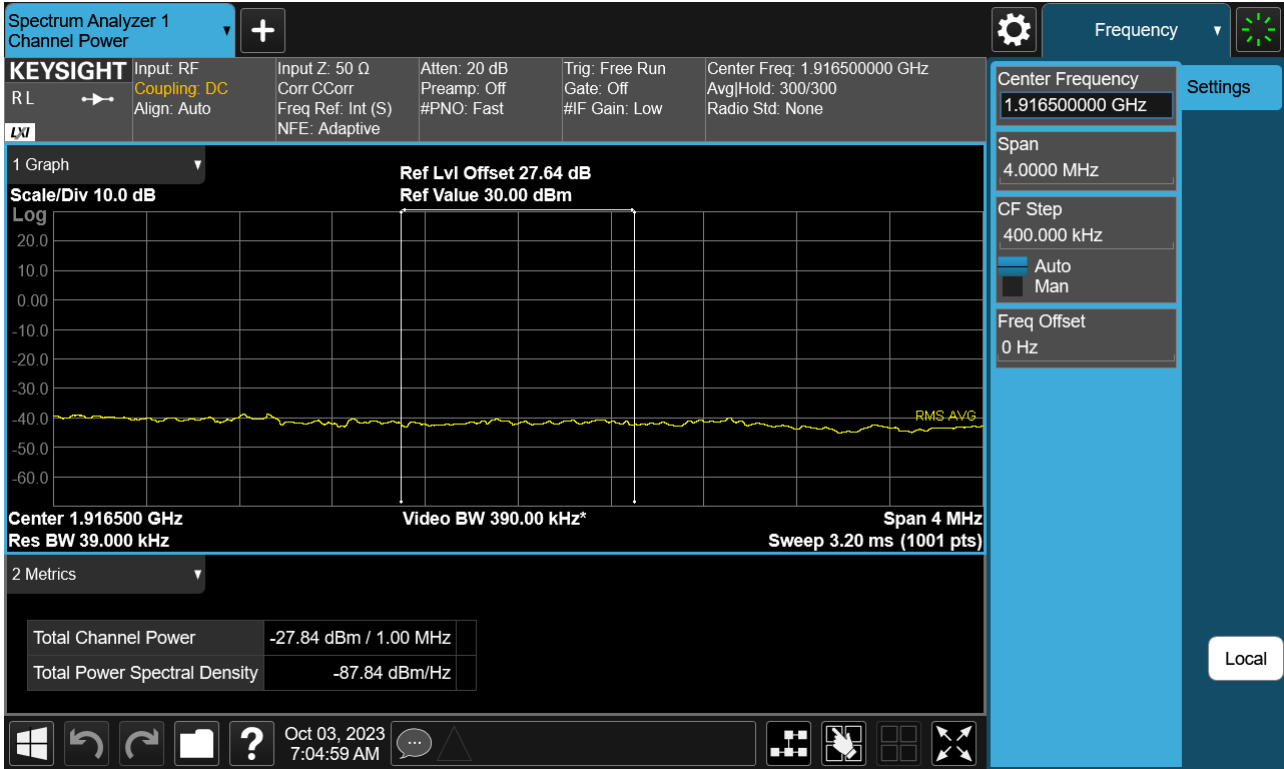 Spectrum Analyzer 1
Channel Power
Frequency
KEYSIGHT
R L
LXI
Input: RF
Coupling: DC
Align: Auto
Input Z: 50 Ω
Corr CCorr
Freq Ref: Int (S)
NFE: Adaptive
Atten: 20 dB
Preamp: Off
#PNO: Fast
Trig: Free Run
Gate: Off
#IF Gain: Low
Center Freq: 1.916500000 GHz
Avg|Hold: 300/300
Radio Std: None
Center Frequency
1.916500000 GHz
Settings
Span
4.0000 MHz
CF Step
400.000 kHz
Auto
Man
Freq Offset
0 Hz
1 Graph
Scale/Div 10.0 dB
Ref Lvl Offset 27.64 dB
Ref Value 30.00 dBm
Log
20.0
10.0
0.00
-10.0
-20.0
-30.0
-40.0
-50.0
-60.0
RMS AVG
Center 1.916500 GHz
Video BW 390.00 kHz*
Span 4 MHz
Res BW 39.000 kHz
Sweep 3.20 ms (1001 pts)
2 Metrics
Total Channel Power -27.84 dBm / 1.00 MHz
Total Power Spectral Density -87.84 dBm/Hz
Local
?
Oct 03, 2023
7:04:59 AM